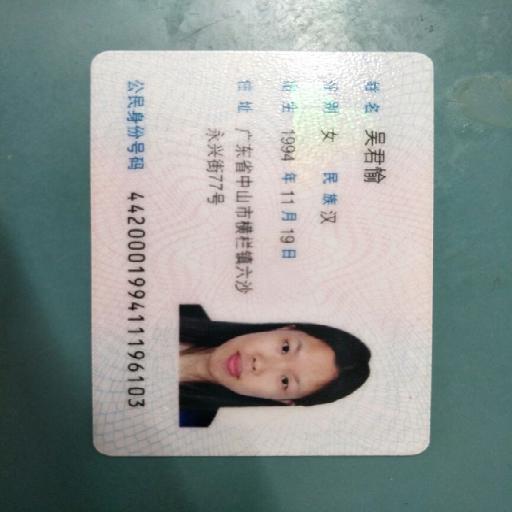 姓名 吴君愉
性别 女 民族 汉
出生 1994 年 11 月 19 日
住址 广东省中山市横栏镇六沙
永兴街77号
公民身份号码 442000199411196103